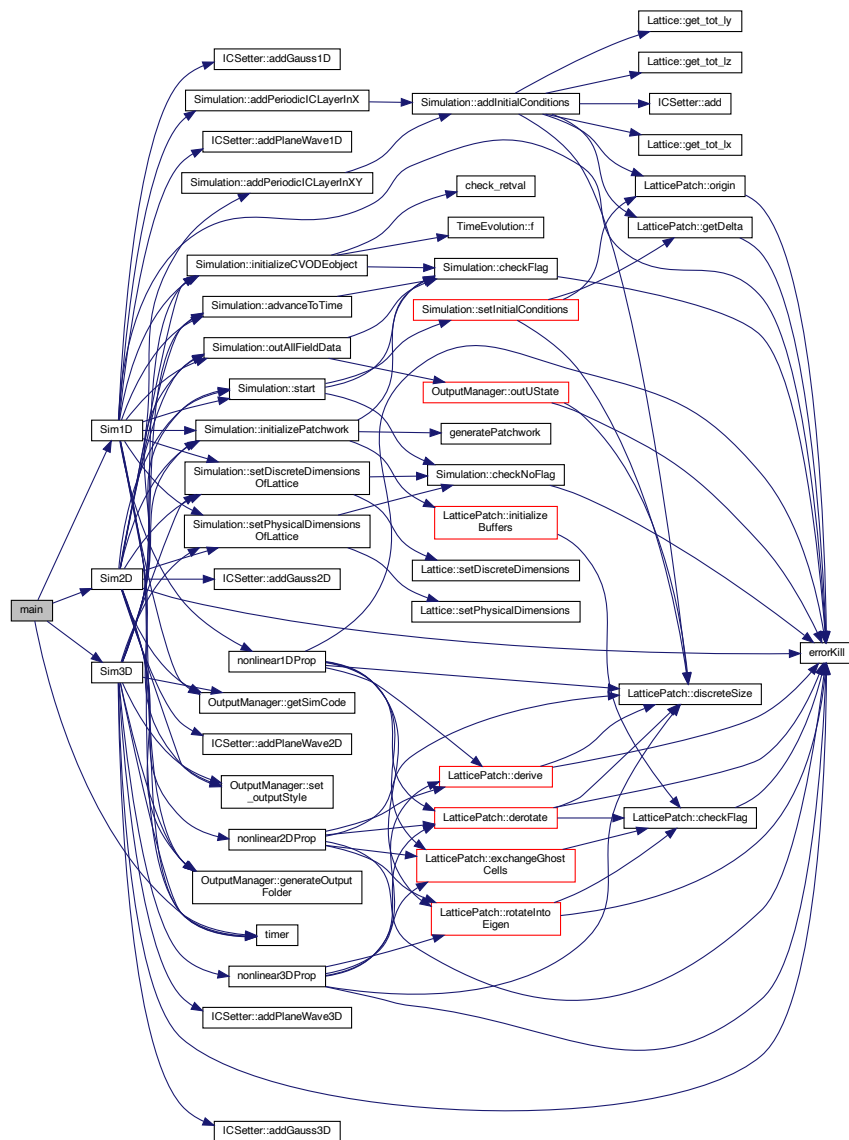 Lattice::get_tot_ly
ICSetter::addGauss1D
Lattice::get_tot_lz
Simulation::addPeriodicICLayerInX
Simulation::addInitialConditions
ICSetter::add
ICSetter::addPlaneWave1D
Lattice::get_tot_lx
Simulation::addPeriodicICLayerInXY
check_retval
LatticePatch::origin
TimeEvolution::f
LatticePatch::getDelta
Simulation::initializeCVODEobject
Simulation::checkFlag
Simulation::advanceToTime
Simulation::setInitialConditions
Simulation::outAllFieldData
Simulation::start
OutputManager::outUState
Sim1D
Simulation::initializePatchwork
generatePatchwork
Simulation::setDiscreteDimensions
OfLattice
Simulation::checkNoFlag
Simulation::setPhysicalDimensions
OfLattice
LatticePatch::initialize
Buffers
Lattice::setDiscreteDimensions
Sim2D
ICSetter::addGauss2D
main
Lattice::setPhysicalDimensions
errorKill
nonlinear1DProp
Sim3D
LatticePatch::discreteSize
OutputManager::getSimCode
ICSetter::addPlaneWave2D
LatticePatch::derive
OutputManager::set
_outputStyle
LatticePatch::derotate
LatticePatch::checkFlag
nonlinear2DProp
LatticePatch::exchangeGhost
Cells
OutputManager::generateOutput
Folder
LatticePatch::rotateInto
Eigen
timer
nonlinear3DProp
ICSetter::addPlaneWave3D
ICSetter::addGauss3D